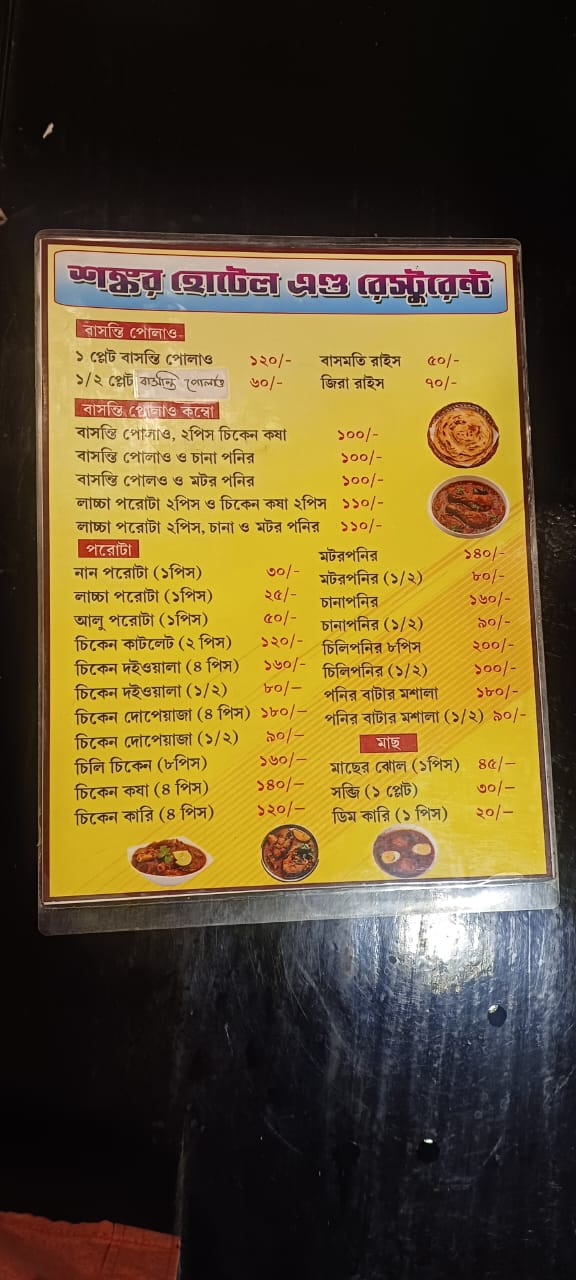 শঙ্কর হোটেল এণ্ড রেস্টুরেন্ট
বাসন্তি পোলাও
১ প্লেট বাসন্তি পোলাও ১২০/-
১/২ প্লেট বাসন্তি পোলাও ৬০/-
বাসমতি রাইস ৫০/-
জিরা রাইস ৭০/-
বাসন্তি পোলাও কম্বো
বাসন্তি পোলাও, ২পিস চিকেন কষা ১০০/-
বাসন্তি পোলাও ও চানা পনির ১০০/-
বাসন্তি পোলও ও মটর পনির ১০০/-
লাচ্চা পরোটা ২পিস ও চিকেন কষা ২পিস ১১০/-
লাচ্চা পরোটা ২পিস, চানা ও মটর পনির ১১০/-
পরোটা
নান পরোটা (১পিস) ৩০/-
লাচ্চা পরোটা (১পিস) ২৫/-
আলু পরোটা (১পিস) ৫০/-
চিকেন কাটলেট (২ পিস) ১২০/-
চিকেন দইওয়ালা (৪ পিস) ১৬০/-
চিকেন দইওয়ালা (১/২) ৮০/-
চিকেন দোপেয়াজা (৪ পিস) ১৮০/-
চিকেন দোপেয়াজা (১/২) ৯০/-
চিলি চিকেন (৮পিস) ১৬০/-
চিকেন কষা (৪ পিস) ১৪০/-
চিকেন কারি (৪ পিস) ১২০/-
মটরপনির ১৪০/-
মটরপনির (১/২) ৮০/-
চানাপনির ১৬০/-
চানাপনির (১/২) ৯০/-
চিলিপনির ৮পিস ২০০/-
চিলিপনির (১/২) ১০০/-
পনির বাটার মশালা ১৮০/-
পনির বাটার মশালা (১/২) ৯০/-
মাছ
মাছের ঝোল (১পিস) ৪৫/-
সব্জি (১ প্লেট) ৩০/-
ডিম কারি (১ পিস) ২০/-